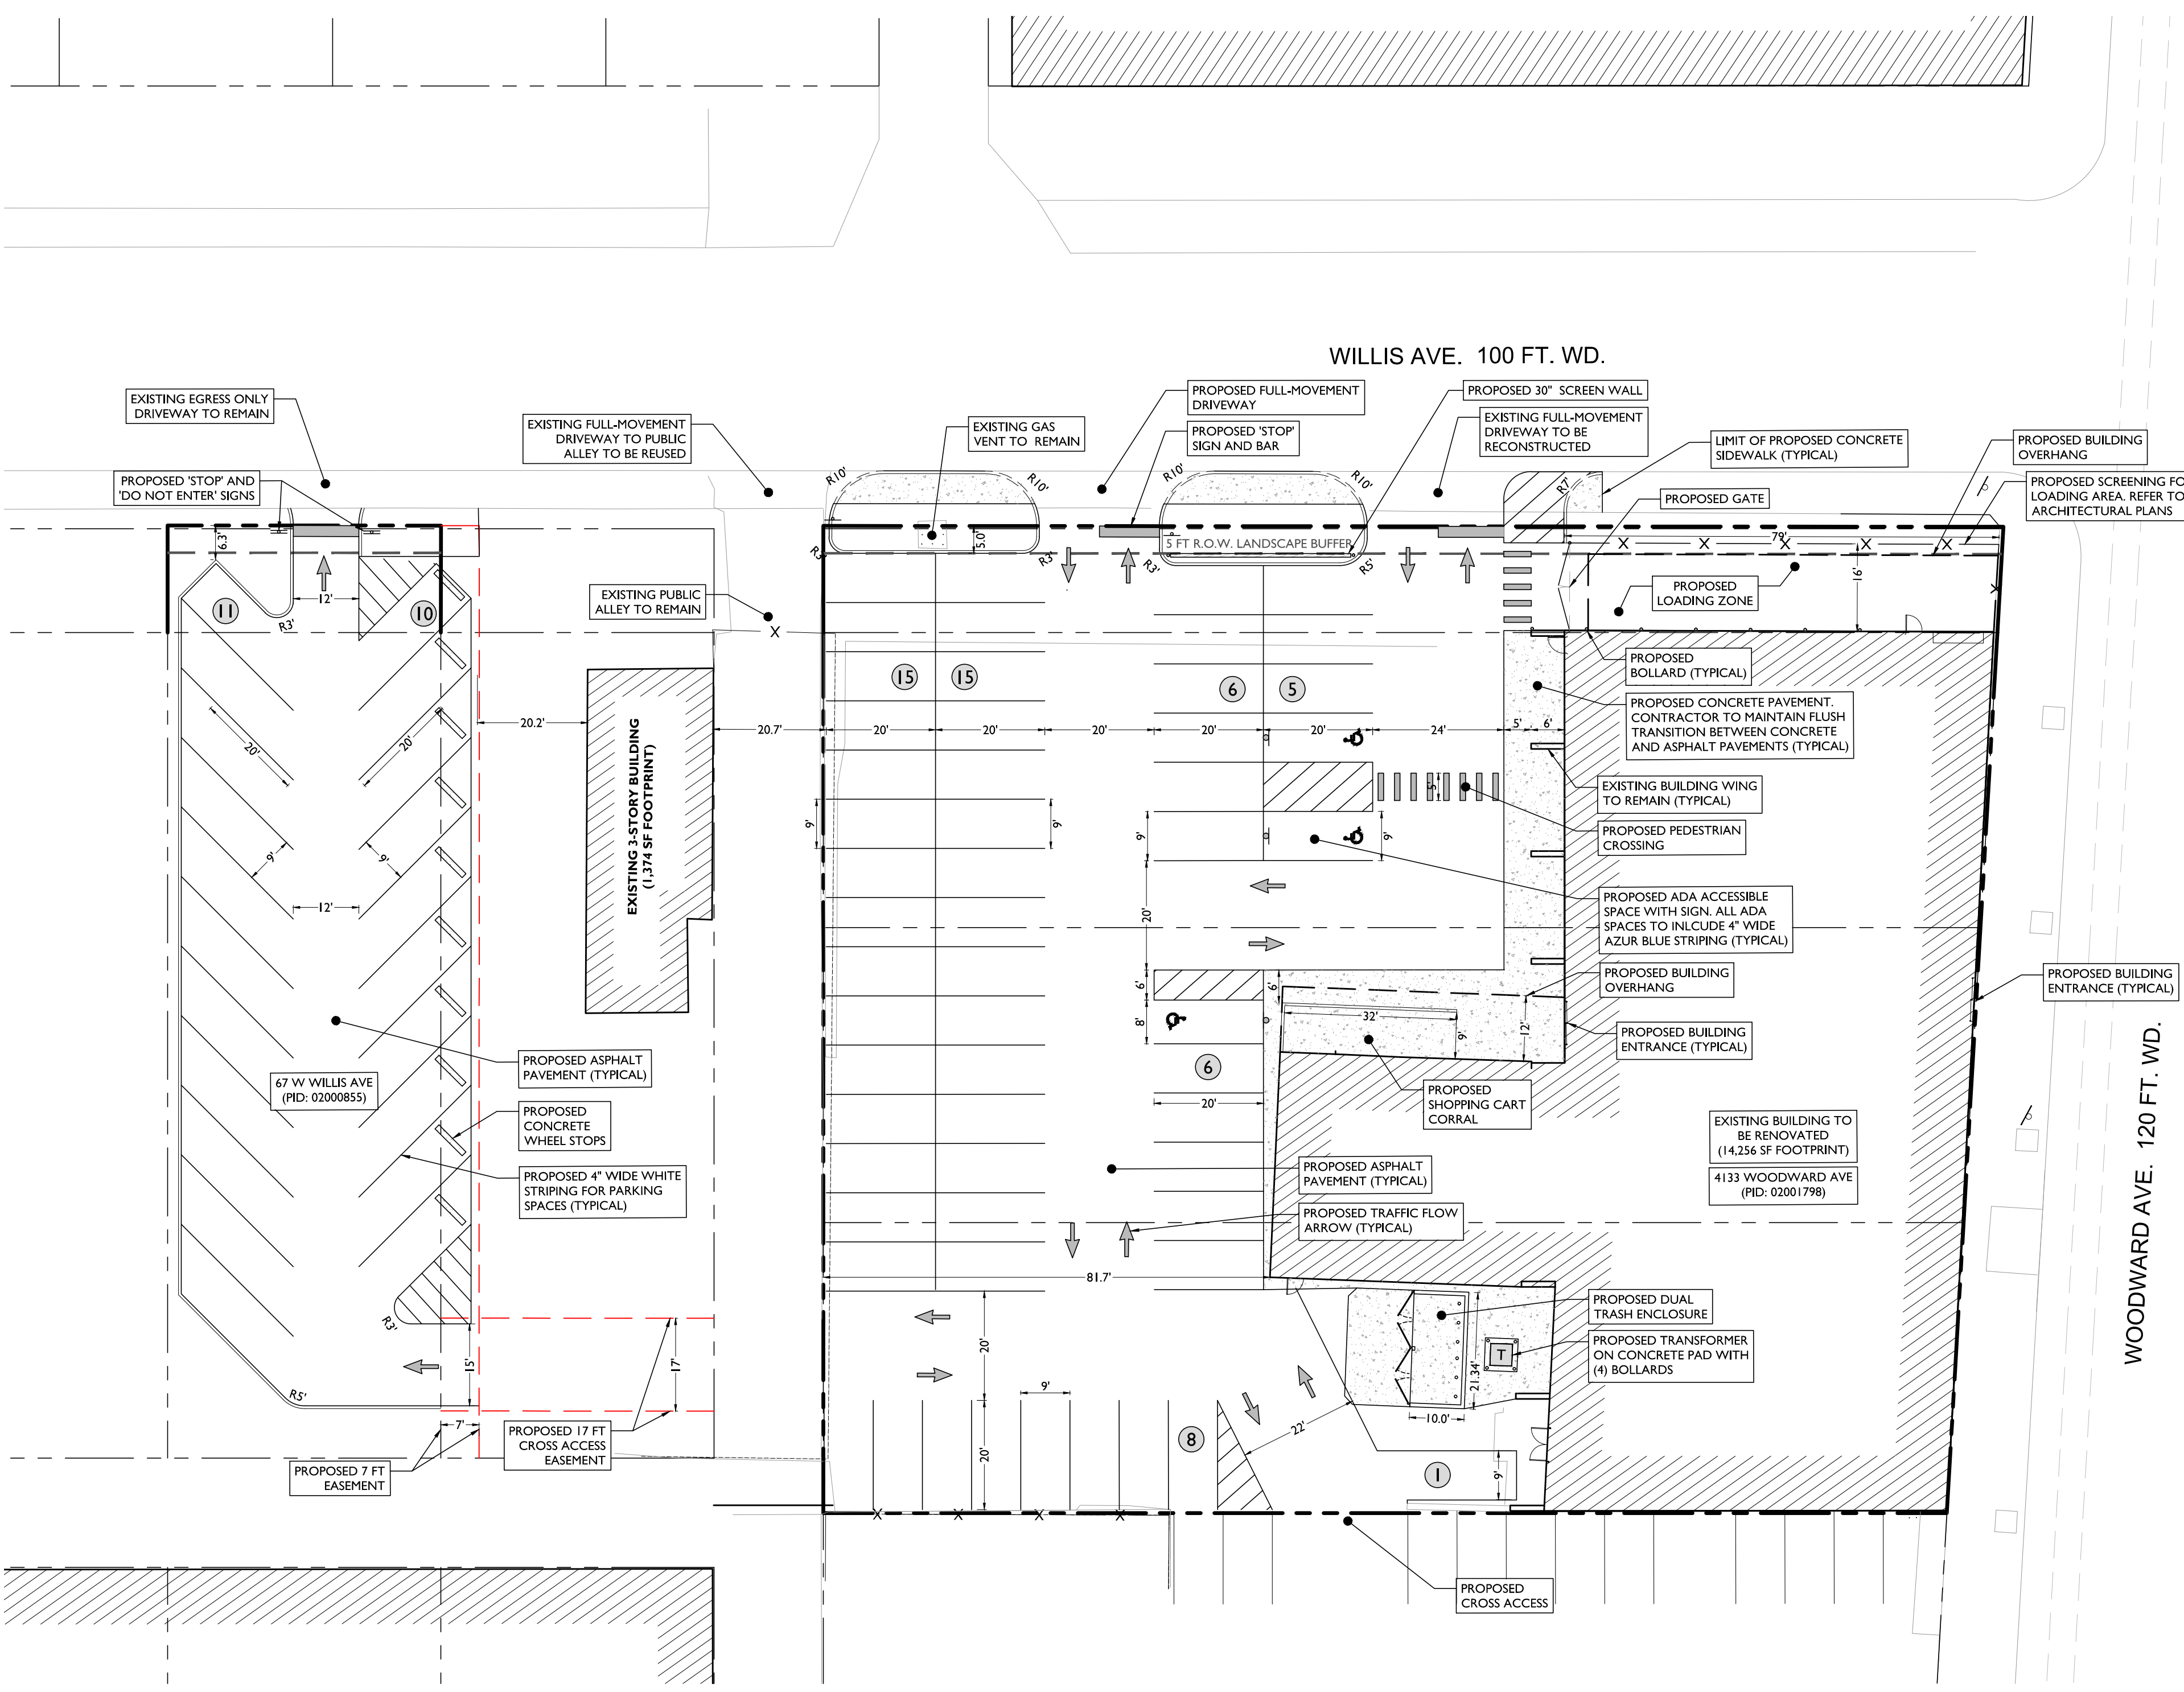 WILLIS AVE. 100 FT. WD.
EXISTING EGRESS ONLY
DRIVEWAY TO REMAIN
PROPOSED 'STOP' AND
'DO NOT ENTER' SIGNS
EXISTING FULL-MOVEMENT
DRIVEWAY TO PUBLIC
ALLEY TO BE REUSED
EXISTING GAS
VENT TO REMAIN
PROPOSED FULL-MOVEMENT
DRIVEWAY
PROPOSED 'STOP'
SIGN AND BAR
PROPOSED 30" SCREEN WALL
EXISTING FULL-MOVEMENT
DRIVEWAY TO BE
RECONSTRUCTED
LIMIT OF PROPOSED CONCRETE
SIDEWALK (TYPICAL)
PROPOSED BUILDING
OVERHANG
PROPOSED SCREENING FO
LOADING AREA. REFER TO
ARCHITECTURAL PLANS
PROPOSED GATE
R10'
R10'
R10'
R10'
R7'
6.3'
5.0'
5 FT R.O.W. LANDSCAPE BUFFER
R3'
R3'
R3'
R5'
X
X
X
X
X
79'
16'
X
PROPOSED
LOADING ZONE
EXISTING PUBLIC
ALLEY TO REMAIN
X
11
12'
10
R3'
15
15
6
5
PROPOSED
BOLLARD (TYPICAL)
PROPOSED CONCRETE PAVEMENT.
CONTRACTOR TO MAINTAIN FLUSH
TRANSITION BETWEEN CONCRETE
AND ASPHALT PAVEMENTS (TYPICAL)
20'
20'
20.2'
EXISTING 3-STORY BUILDING
(1,374 SF FOOTPRINT)
20.7'
20'
20'
20'
20'
20'
24'
5'
6'
EXISTING BUILDING WING
TO REMAIN (TYPICAL)
5'
PROPOSED PEDESTRIAN
CROSSING
9'
9'
9'
9'
9'
9'
12'
20'
PROPOSED ADA ACCESSIBLE
SPACE WITH SIGN. ALL ADA
SPACES TO INLCUDE 4" WIDE
AZUR BLUE STRIPING (TYPICAL)
PROPOSED BUILDING
OVERHANG
PROPOSED BUILDING
ENTRANCE (TYPICAL)
6'
6'
8'
32'
9'
12'
PROPOSED BUILDING
ENTRANCE (TYPICAL)
PROPOSED ASPHALT
PAVEMENT (TYPICAL)
67 W WILLIS AVE
(PID: 02000855)
PROPOSED
CONCRETE
WHEEL STOPS
PROPOSED 4" WIDE WHITE
STRIPING FOR PARKING
SPACES (TYPICAL)
6
20'
PROPOSED
SHOPPING CART
CORRAL
EXISTING BUILDING TO
BE RENOVATED
(14,256 SF FOOTPRINT)
4133 WOODWARD AVE
(PID: 02001798)
PROPOSED ASPHALT
PAVEMENT (TYPICAL)
PROPOSED TRAFFIC FLOW
ARROW (TYPICAL)
WOODWARD AVE. 120 FT. WD.
81.7'
R3'
15'
17'
20'
PROPOSED DUAL
TRASH ENCLOSURE
PROPOSED TRANSFORMER
ON CONCRETE PAD WITH
(4) BOLLARDS
T
21.34'
10.0'
R5'
7'
9'
20'
8
22'
1
9'
PROPOSED 17 FT
CROSS ACCESS
EASEMENT
PROPOSED 7 FT
EASEMENT
X
X
X
X
PROPOSED
CROSS ACCESS